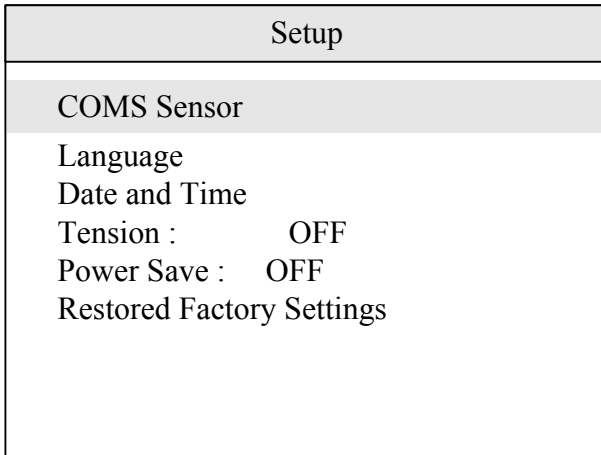 Setup
COMS Sensor
Language
Date and Time
Tension : OFF
Power Save : OFF
Restored Factory Settings